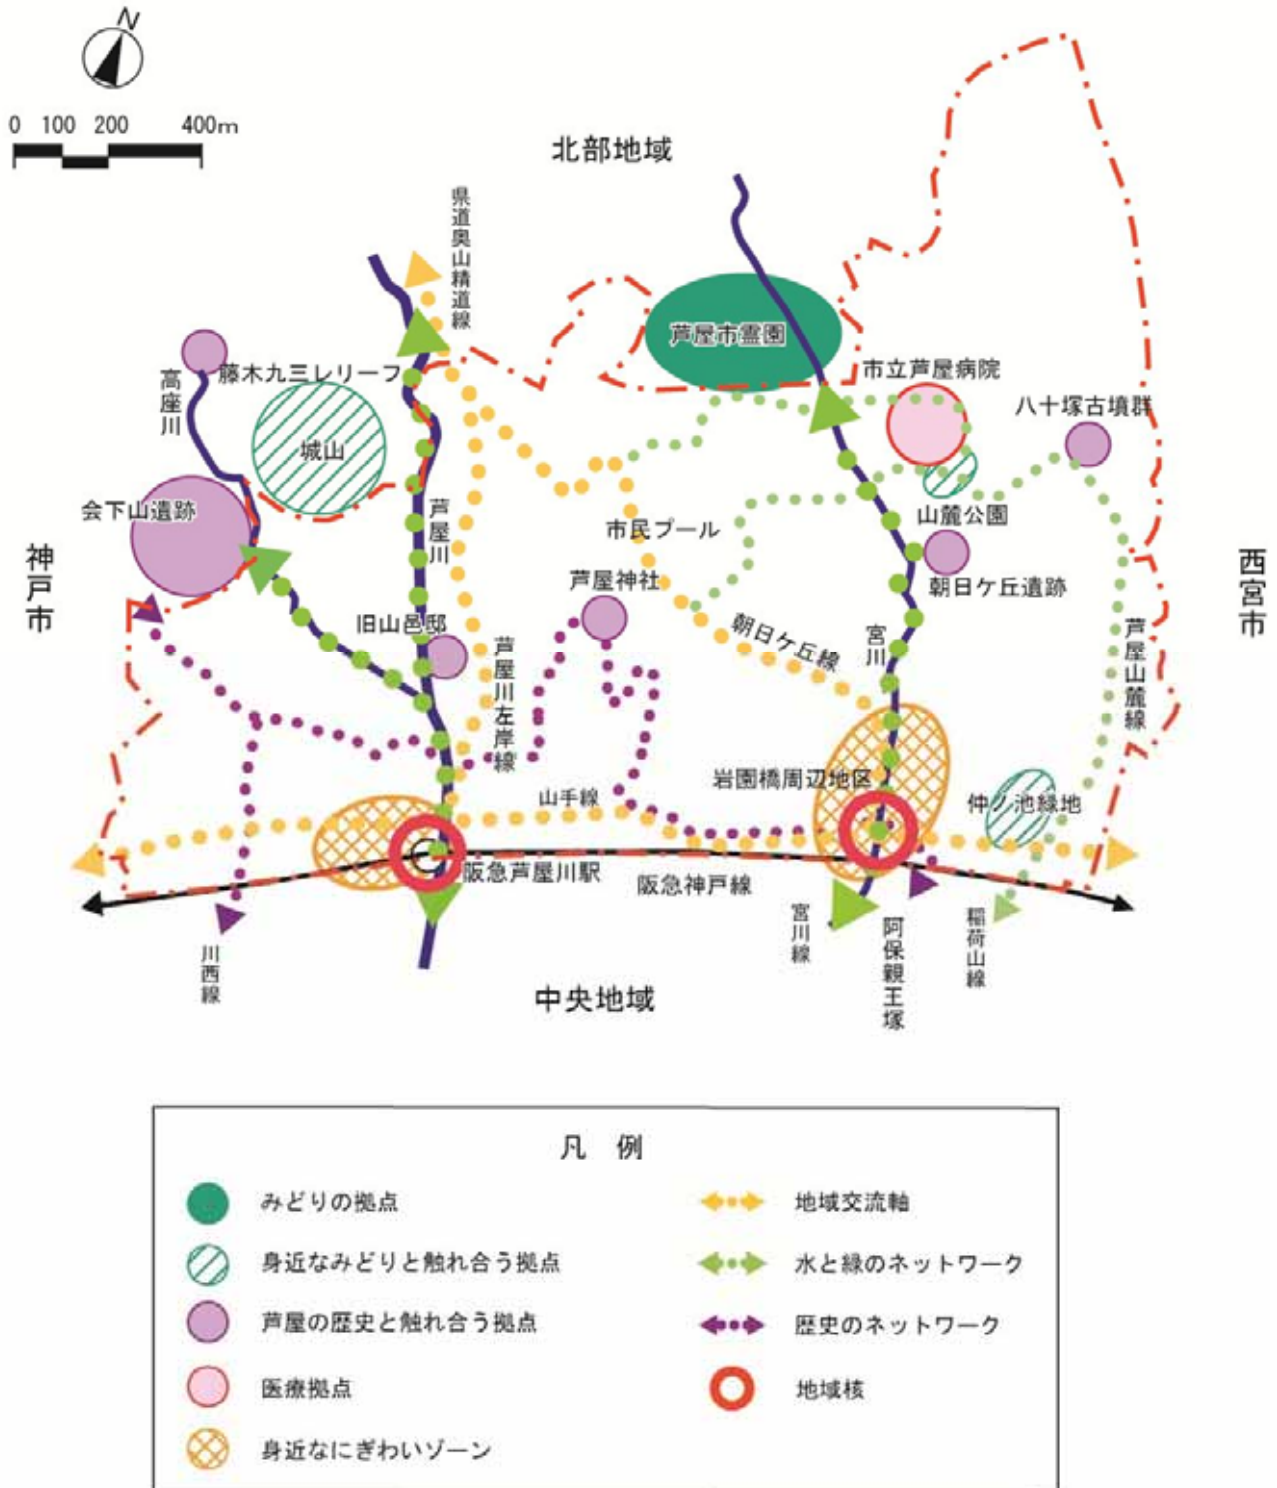 N
0 100 200 400m
北部地域
県道奥山精道線
芦屋市霊園
藤木九三レリーフ
高座川
市立芦屋病院
八十塚古墳群
城山
会下山遺跡
芦屋川
市民プール
山麓公園
神戸市
西宮市
芦屋神社
朝日ケ丘遺跡
旧山邑邸
朝日ケ丘線
宮川
芦屋山麓線
芦屋川左岸線
岩園橋周辺地区
山手線
仲ノ池緑地
阪急芦屋川駅
阪急神戸線
川西線
宮川線
阿保親王塚
稲荷山線
中央地域
凡 例
みどりの拠点
地域交流軸
身近なみどりと触れ合う拠点
水と緑のネットワーク
芦屋の歴史と触れ合う拠点
歴史のネットワーク
医療拠点
地域核
身近なにぎわいゾーン